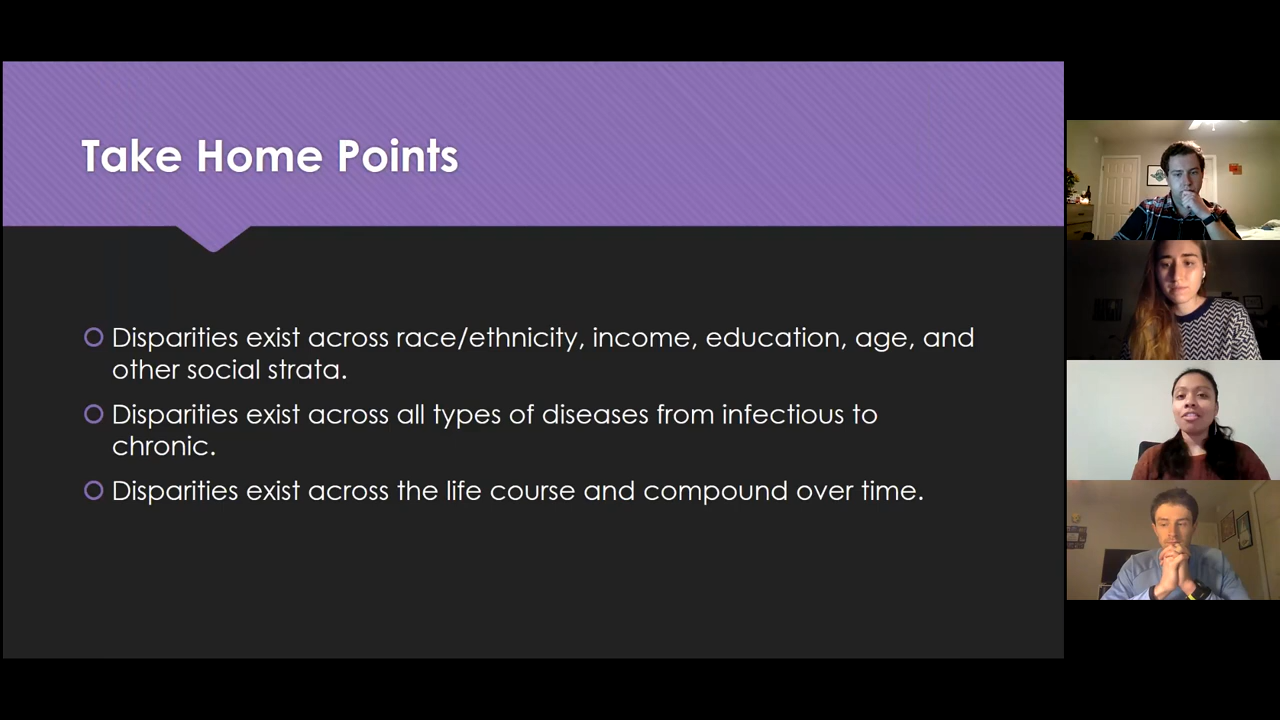 Take Home Points
Disparities exist across race/ethnicity, income, education, age, and
other social strata.
Disparities exist across all types of diseases from infectious to
chronic.
Disparities exist across the life course and compound over time.